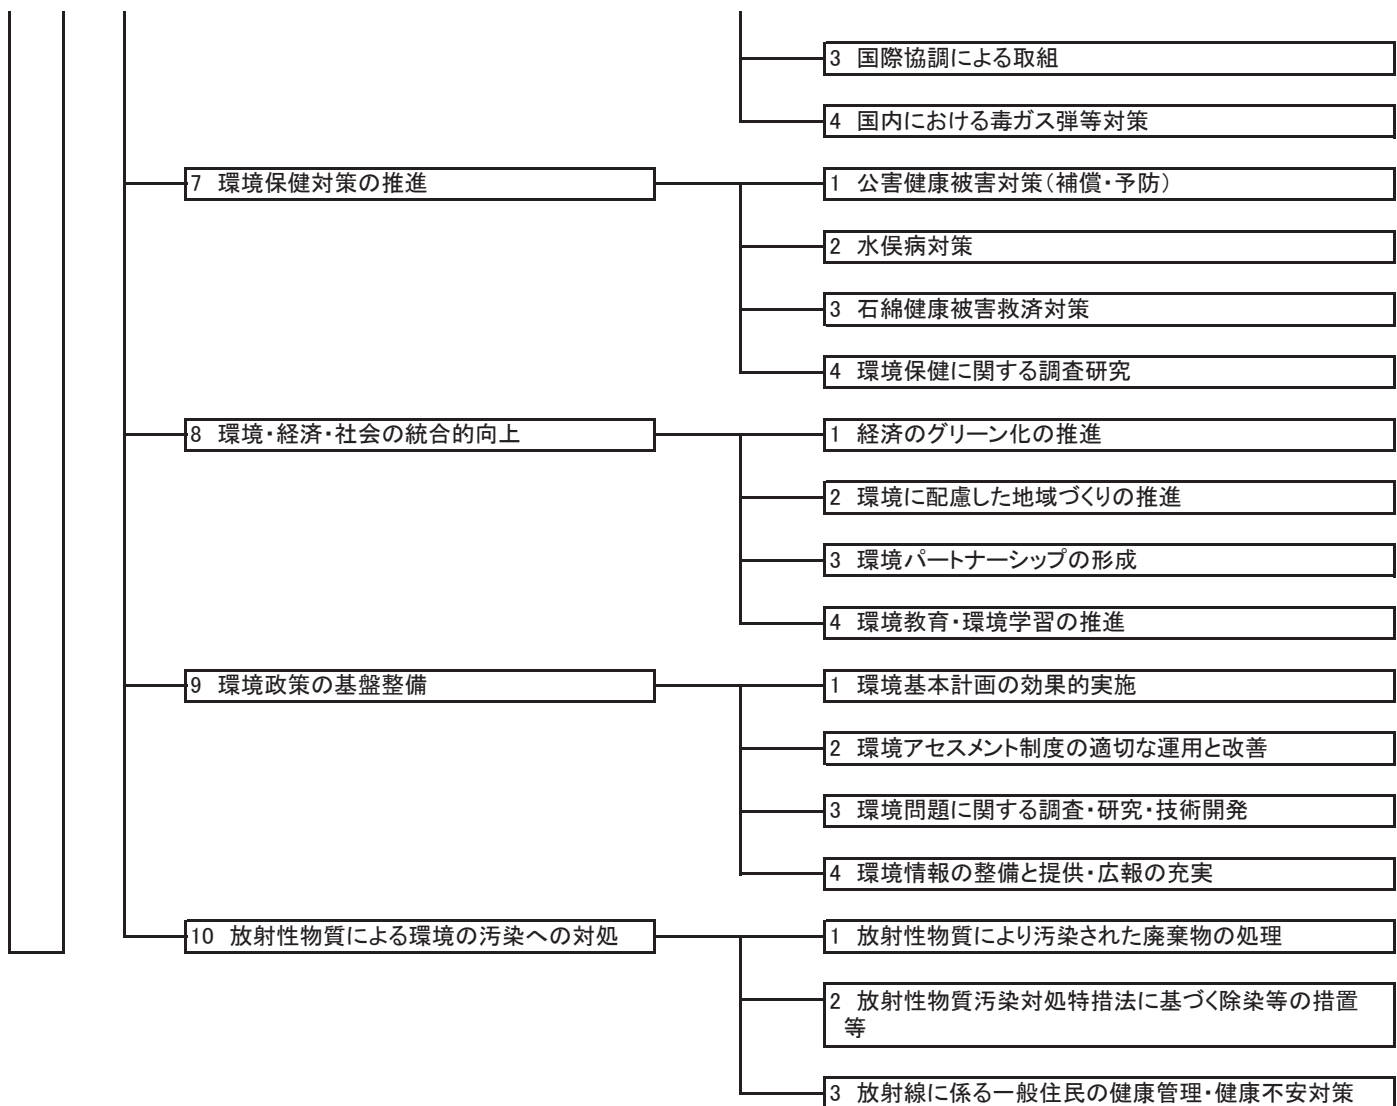 3 国際協調による取組
4 国内における毒ガス弾等対策
7 環境保健対策の推進
1 公害健康被害対策(補償・予防)
2 水俣病対策
3 石綿健康被害救済対策
4 環境保健に関する調査研究
8 環境・経済・社会の統合的向上
1 経済のグリーン化の推進
2 環境に配慮した地域づくりの推進
3 環境パートナーシップの形成
4 環境教育・環境学習の推進
9 環境政策の基盤整備
1 環境基本計画の効果的実施
2 環境アセスメント制度の適切な運用と改善
3 環境問題に関する調査・研究・技術開発
4 環境情報の整備と提供・広報の充実
10 放射性物質による環境の汚染への対処
1 放射性物質により汚染された廃棄物の処理
2 放射性物質汚染対処特措法に基づく除染等の措置
等
3 放射線に係る一般住民の健康管理・健康不安対策